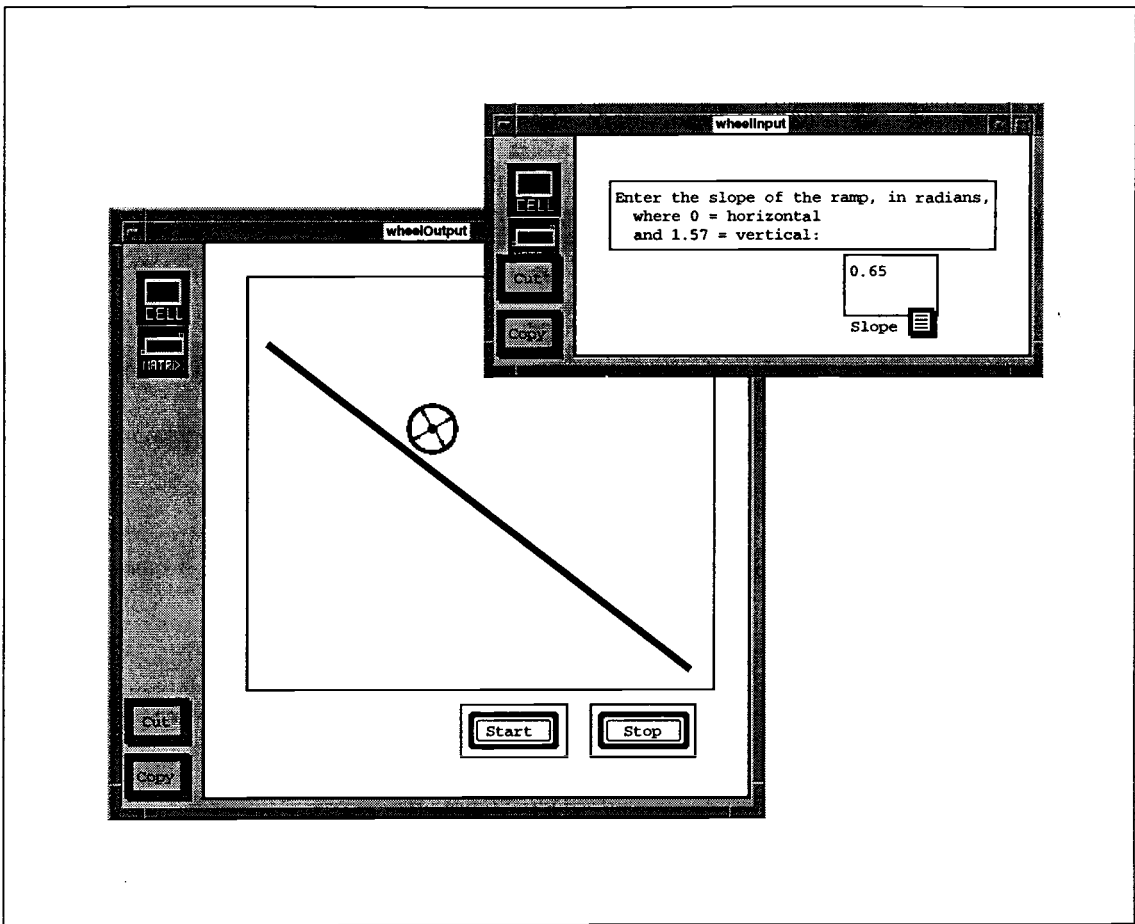 wheelInput
CELL
Enter the slope of the ramp, in radians,
where 0 = horizontal
and 1.57 = vertical:
Cut
0.65
Copy
Slope
wheelOutput
CELL
MATRIX
Cut
Start
Stop
Copy